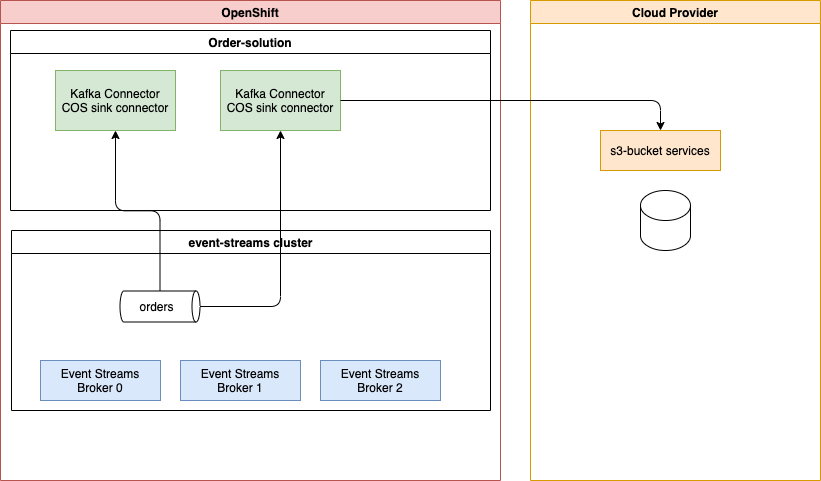 OpenShift
Cloud Provider
Order-solution
Kafka Connector
COS sink connector
Kafka Connector
COS sink connector
s3-bucket services
event-streams cluster
orders
Event Streams
Broker 0
Event Streams
Broker 1
Event Streams
Broker 2